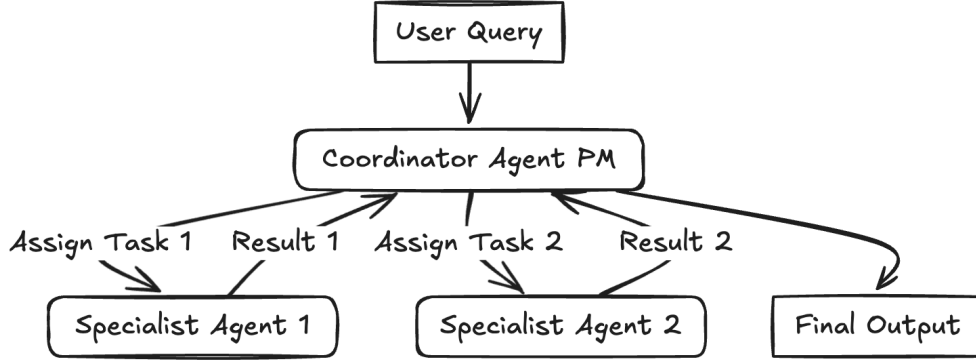 User Query
Coordinator Agent PM
Assign Task 1
Result 1
Assign Task 2
Result 2
Specialist Agent 1
Specialist Agent 2
Final Output